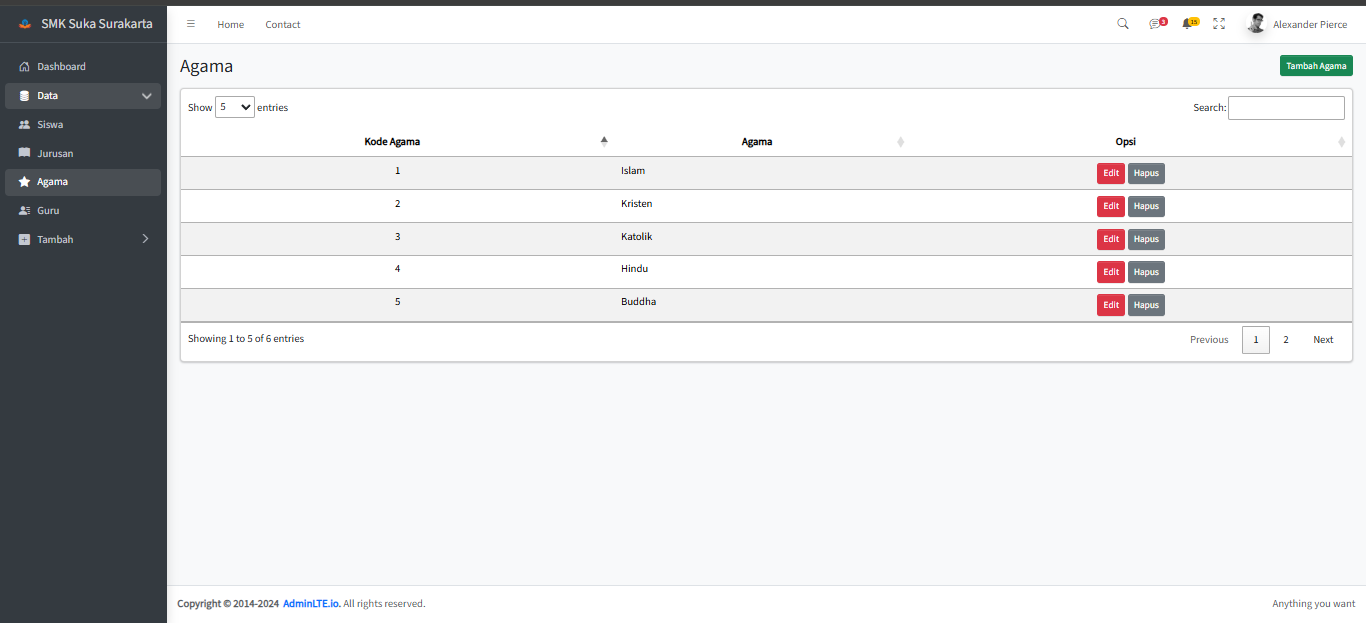 SMK Suka Surakarta
Home Contact
3
15
Alexander Pierce
Dashboard
Data
Siswa
Jurusan
Agama
Guru
Tambah
Agama
Tambah Agama
Show 5 entries
Search:
Kode Agama Agama Opsi
1 Islam Edit Hapus
2 Kristen Edit Hapus
3 Katolik Edit Hapus
4 Hindu Edit Hapus
5 Buddha Edit Hapus
Showing 1 to 5 of 6 entries
Previous 1 2 Next
Copyright © 2014-2024 AdminLTE.io. All rights reserved.
Anything you want